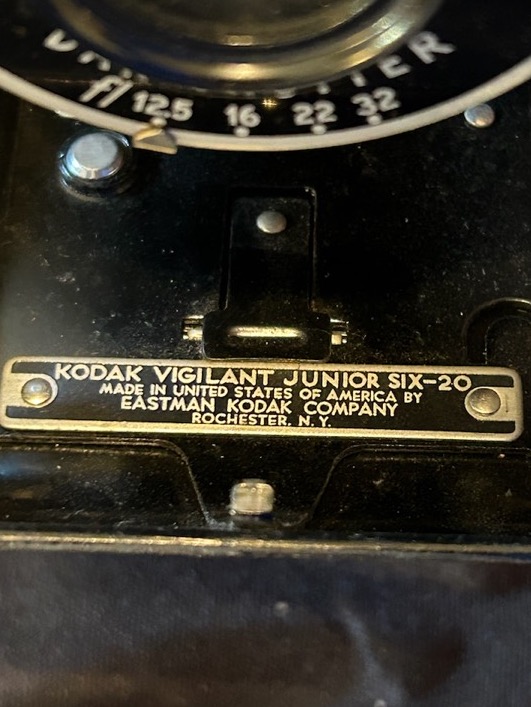 f/ 12.5 16 22 32
KODAK VIGILANT JUNIOR SIX-20
MADE IN UNITED STATES OF AMERICA BY
EASTMAN KODAK COMPANY
ROCHESTER, N.Y.